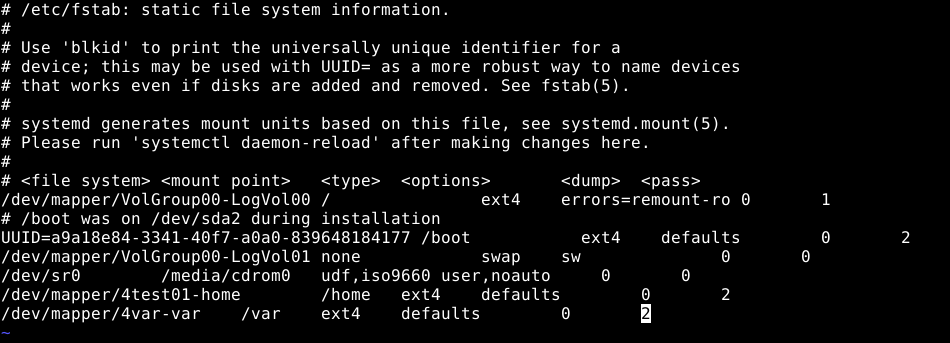 # /etc/fstab: static file system information.
#
# Use 'blkid' to print the universally unique identifier for a
# device; this may be used with UUID= as a more robust way to name devices
# that works even if disks are added and removed. See fstab(5).
#
# systemd generates mount units based on this file, see systemd.mount(5).
# Please run 'systemctl daemon-reload' after making changes here.
#
# <file system> <mount point>   <type>  <options>       <dump>  <pass>
/dev/mapper/VolGroup00-LogVol00 /               ext4    errors=remount-ro 0       1
# /boot was on /dev/sda2 during installation
UUID=a9a18e84-3341-40f7-a0a0-839648184177 /boot           ext4    defaults        0       2
/dev/mapper/VolGroup00-LogVol01 none            swap    sw              0       0
/dev/sr0        /media/cdrom0   udf,iso9660 user,noauto     0       0
/dev/mapper/4test01-home        /home   ext4    defaults        0       2
/dev/mapper/4var-var    /var    ext4    defaults        0       2
~